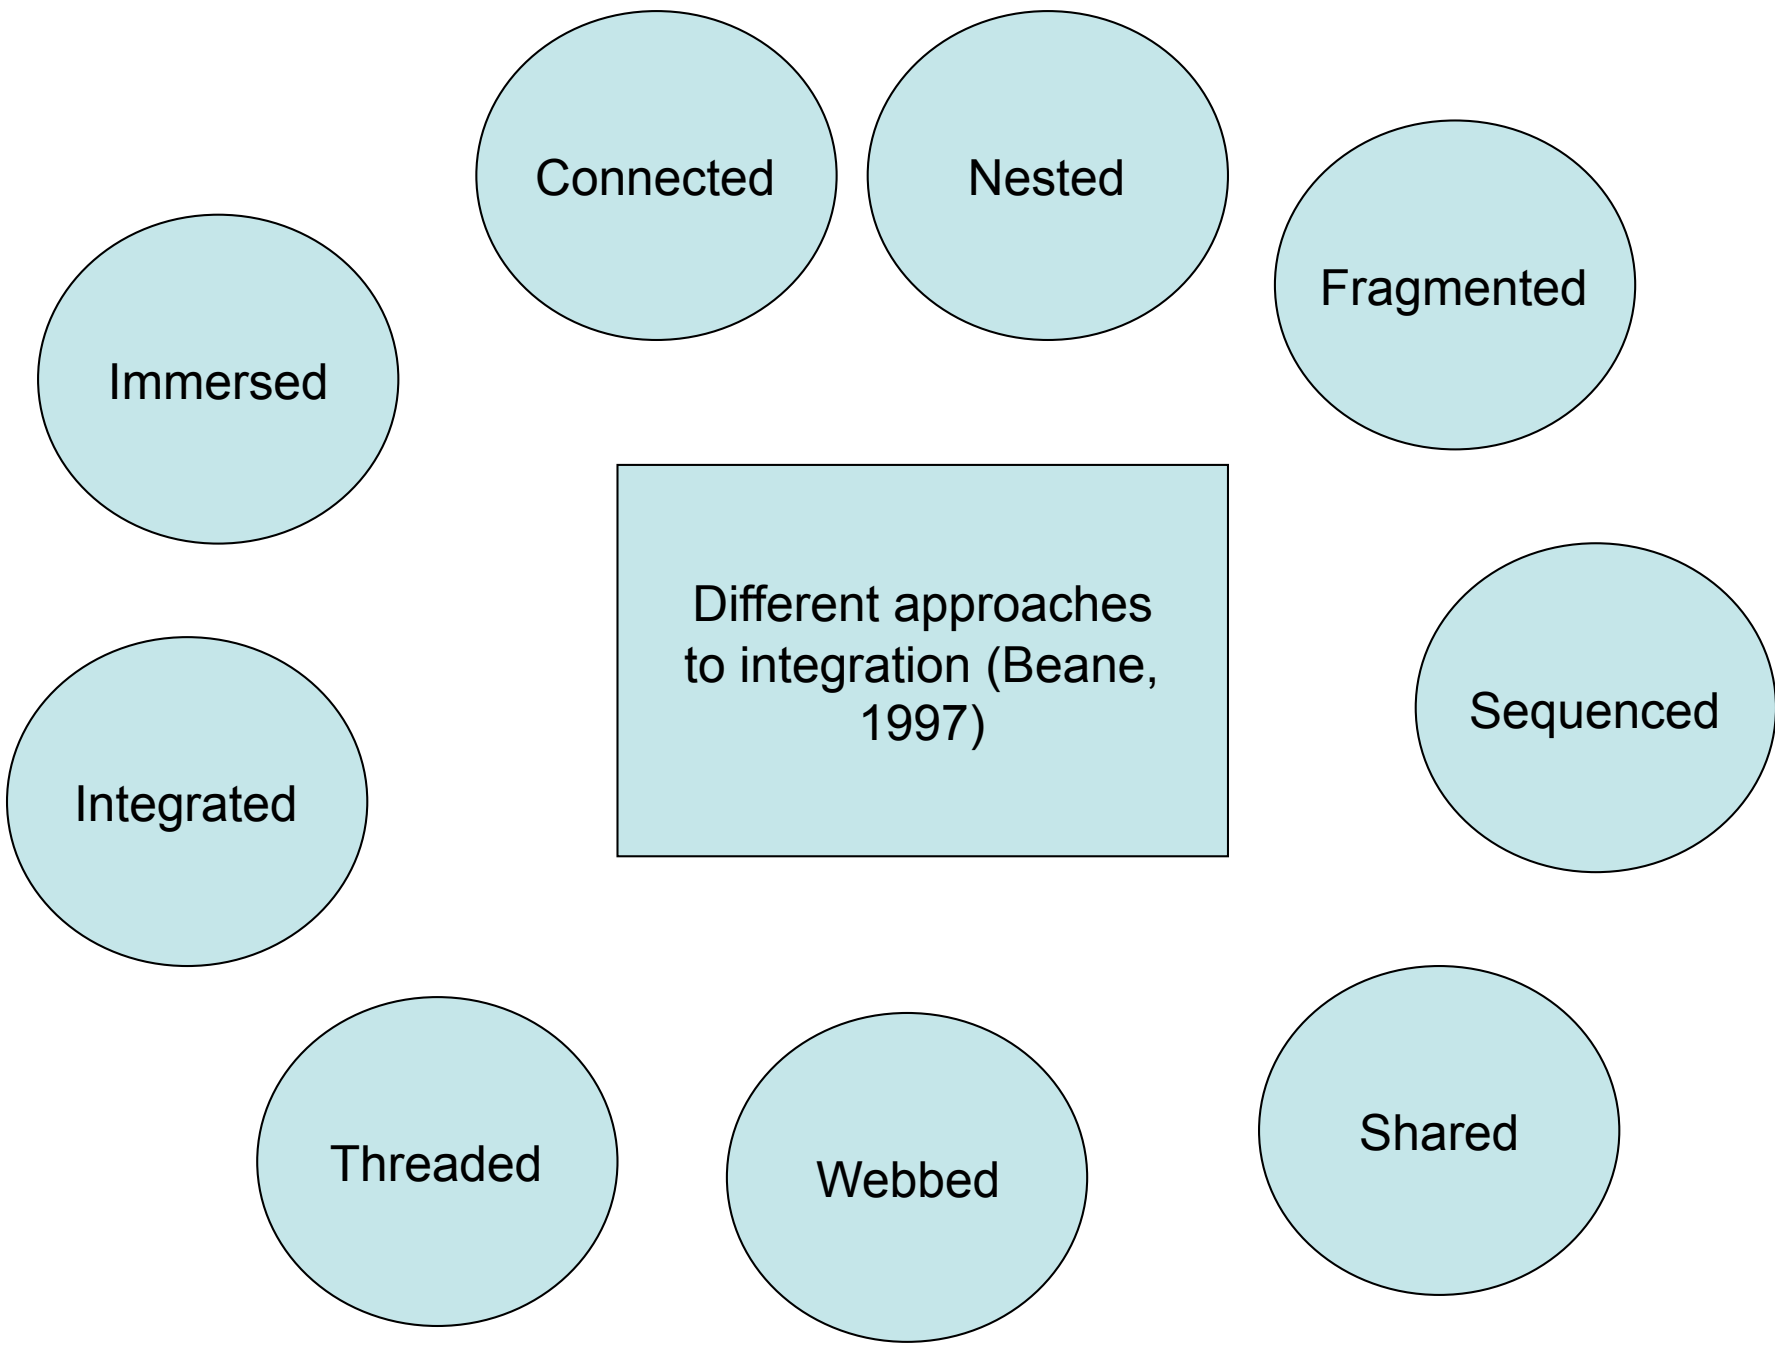 Connected
Nested
Fragmented
Immersed
Different approaches
to integration (Beane,
1997)
Sequenced
Integrated
Shared
Threaded
Webbed